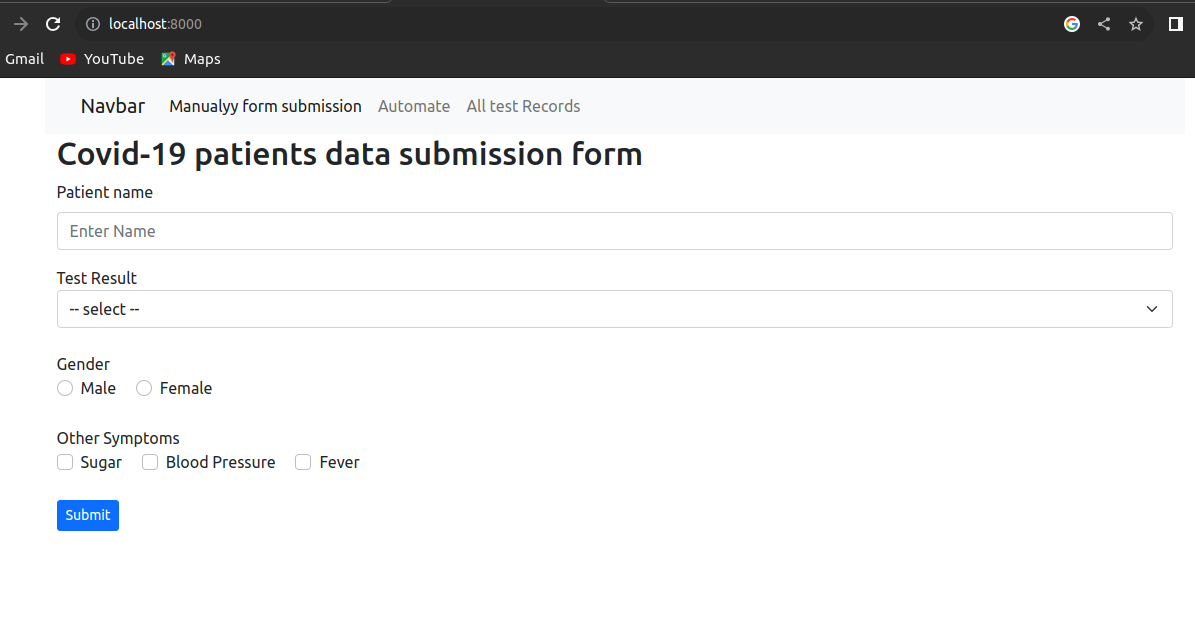 localhost:8000
Gmail YouTube Maps
Navbar Manualyy form submission Automate All test Records
Covid-19 patients data submission form
Patient name
Enter Name
Test Result
-- select --
Gender
Male Female
Other Symptoms
Sugar Blood Pressure Fever
Submit